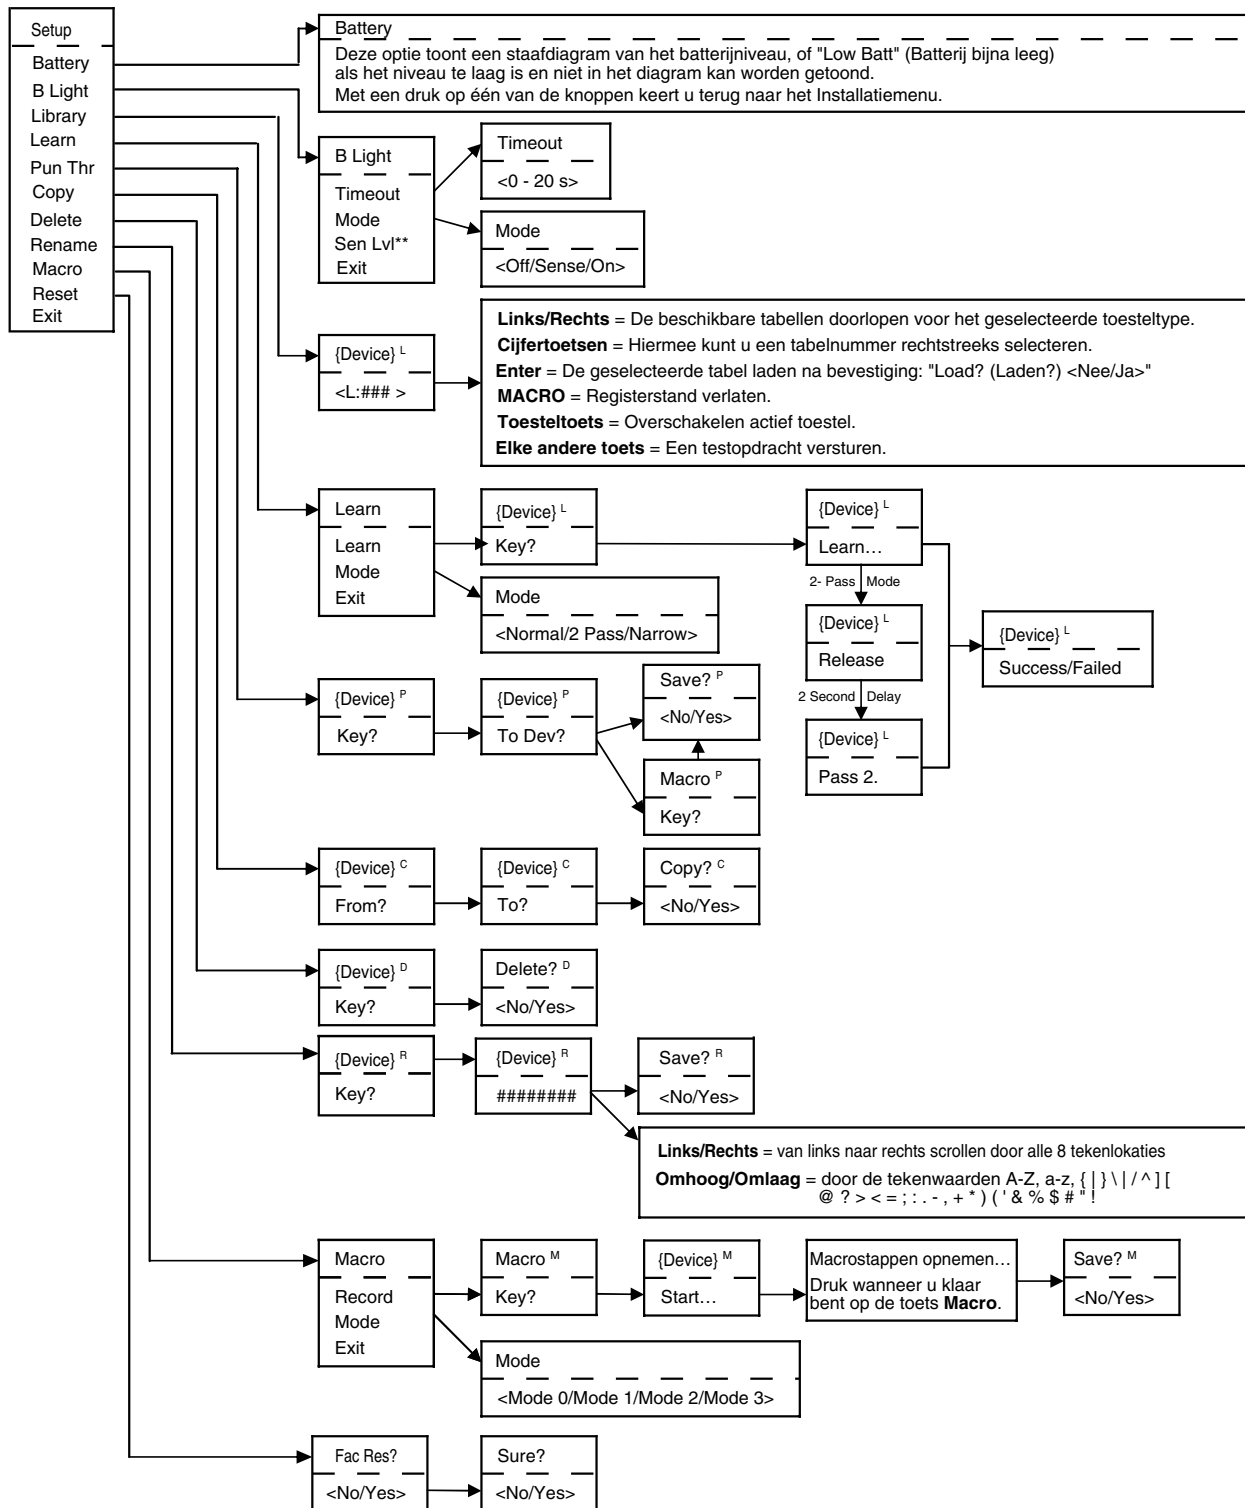 Setup
Battery
B Light
Library
Learn
Pun Thr
Copy
Delete
Rename
Macro
Reset
Exit
Battery
Deze optie toont een staafdiagram van het batterijniveau, of "Low Batt" (Batterij bijna leeg)
als het niveau te laag is en niet in het diagram kan worden getoond.
Met een druk op één van de knoppen keert u terug naar het Installatiemenu.
B Light
Timeout
Mode
Sen Lvl**
Exit
Timeout
<0 - 20 s>
Mode
<Off/Sense/On>
{Device} L
<L:### >
Links/Rechts = De beschikbare tabellen doorlopen voor het geselecteerde toesteltype.
Cijfertoetsen = Hiermee kunt u een tabelnummer rechtstreeks selecteren.
Enter = De geselecteerde tabel laden na bevestiging: "Load? (Laden?) <Nee/Ja>"
MACRO = Registerstand verlaten.
Toesteltoets = Overschakelen actief toestel.
Elke andere toets = Een testopdracht versturen.
Learn
Learn
Mode
Exit
{Device} L
Key?
Mode
<Normal/2 Pass/Narrow>
{Device} L
Learn…
2- Pass Mode
{Device} L
Release
2 Second Delay
{Device} L
Pass 2.
{Device} L
Success/Failed
{Device} P
Key?
{Device} P
To Dev?
Save? P
<No/Yes>
Macro P
Key?
{Device} C
From?
{Device} C
To?
Copy? C
<No/Yes>
{Device} D
Key?
Delete? D
<No/Yes>
{Device} R
Key?
{Device} R
########
Save? R
<No/Yes>
Links/Rechts = van links naar rechts scrollen door alle 8 tekenlokaties
Omhoog/Omlaag = door de tekenwaarden A-Z, a-z, { | } \ | / ^ ] [
@ ? > < = ; : . - , + * ) ( ' & % $ # " !
Macro
Record
Mode
Exit
Macro M
Key?
{Device} M
Start…
Macrostappen opnemen…
Druk wanneer u klaar
bent op de toets Macro.
Save? M
<No/Yes>
Mode
<Mode 0/Mode 1/Mode 2/Mode 3>
Fac Res?
<No/Yes>
Sure?
<No/Yes>